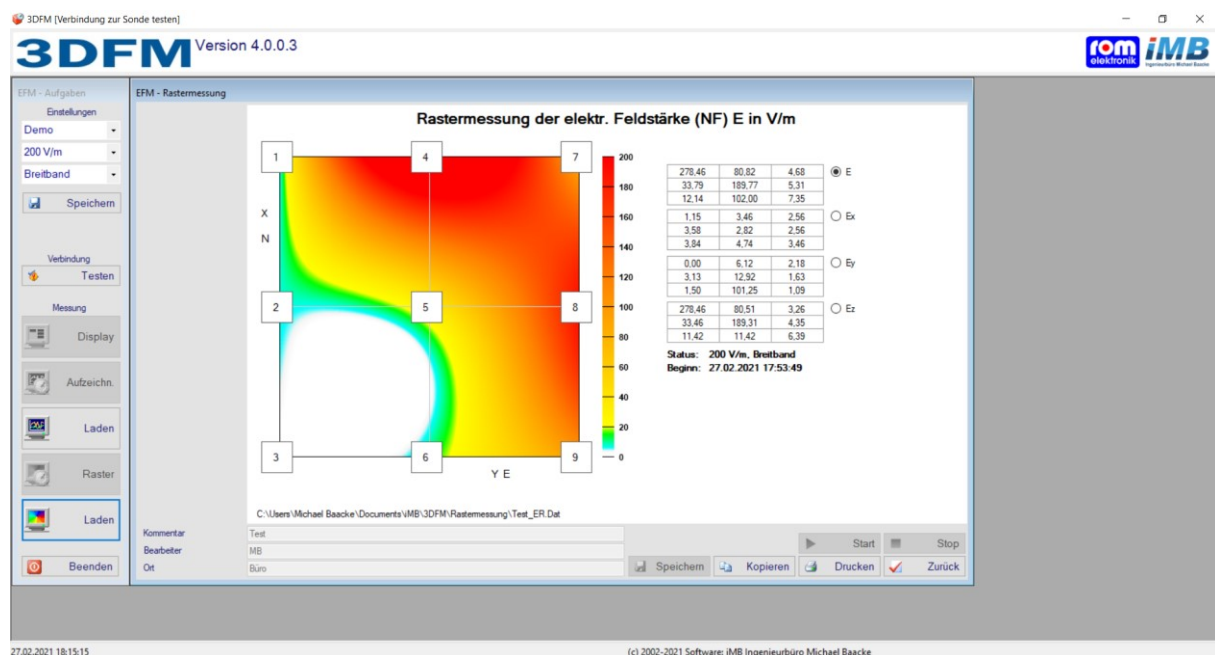 3DFM [Verbindung zur Sonde testen]
3DFM Version 4.0.0.3
rom elektronik
iMB
Ingenieurbüro Michael Baacke
EFM - Aufgaben
Einstellungen
Demo
200 V/m
Breitband
Speichern
Verbindung
Testen
Messung
Display
Aufzeichn.
Laden
Raster
Laden
Beenden
EFM - Rastermessung
Rastermessung der elektr. Feldstärke (NF) E in V/m
1 4 7
X
N
2 5 8
3 6 9
Y E
200
180
160
140
120
100
80
60
40
20
0
278,46 80,82 4,68 E
33,79 189,77 5,31
12,14 102,00 7,35
1,15 3,46 2,56 Ex
3,58 2,82 2,56
3,84 4,74 3,46
0,00 6,12 2,18 Ey
3,13 12,92 1,63
1,50 101,25 1,09
278,46 80,51 3,26 Ez
33,46 189,31 4,35
11,42 11,42 6,39
Status: 200 V/m, Breitband
Beginn: 27.02.2021 17:53:49
C:\Users\Michael Baacke\Documents\iMB\3DFM\Rastermessung\Test_ER.Dat
Kommentar Test
Bearbeiter MB
Ort Büro
Start Stop
Speichern Kopieren Drucken Zurück
27.02.2021 18:15:15
(c) 2002-2021 Software: iMB Ingenieurbüro Michael Baacke